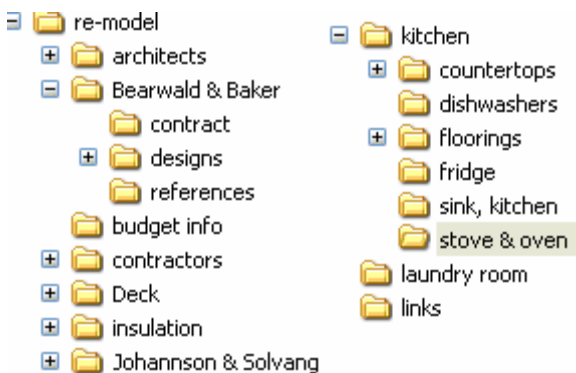 re-model
architects
Bearwald & Baker
contract
designs
references
budget info
contractors
Deck
insulation
Johannson & Solvang
kitchen
countertops
dishwashers
floorings
fridge
sink, kitchen
stove & oven
laundry room
links